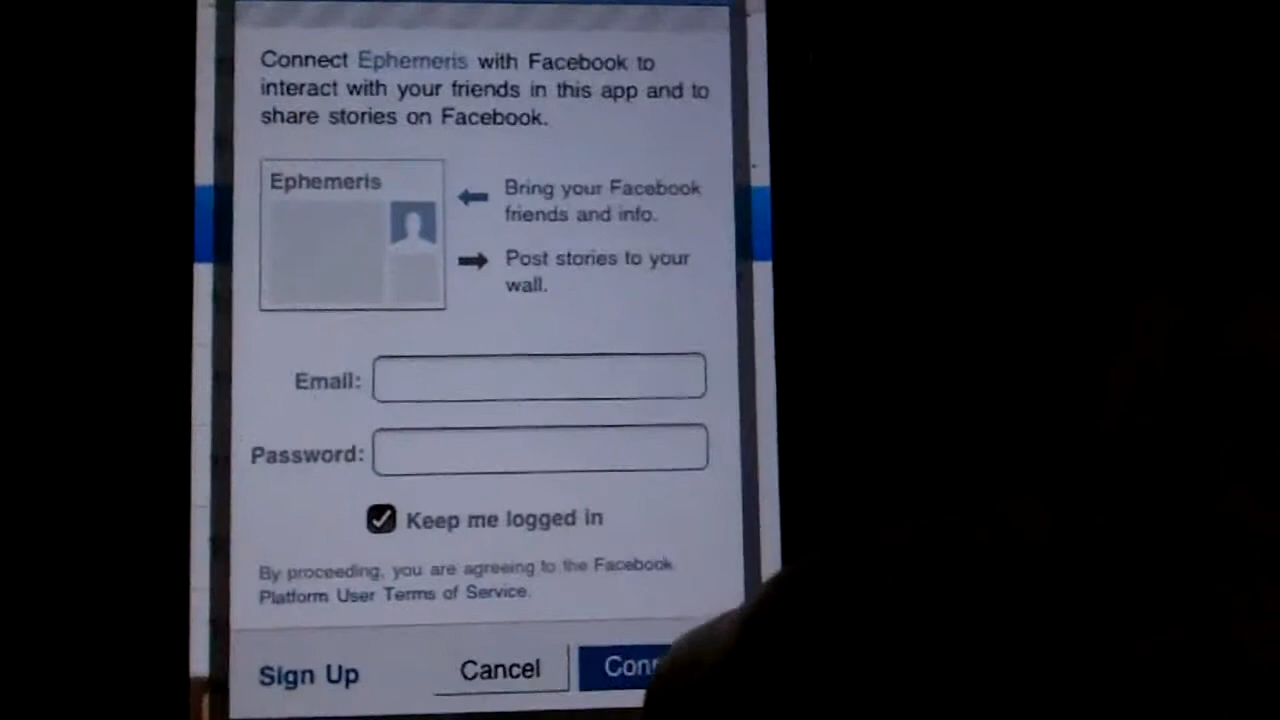 Connect Ephemeris with Facebook to
interact with your friends in this app and to
share stories on Facebook.
Ephemeris
Bring your Facebook
friends and info.
Post stories to your
wall.
Email:
Password:
Keep me logged in
By proceeding, you are agreeing to the Facebook
Platform User Terms of Service.
Sign Up Cancel